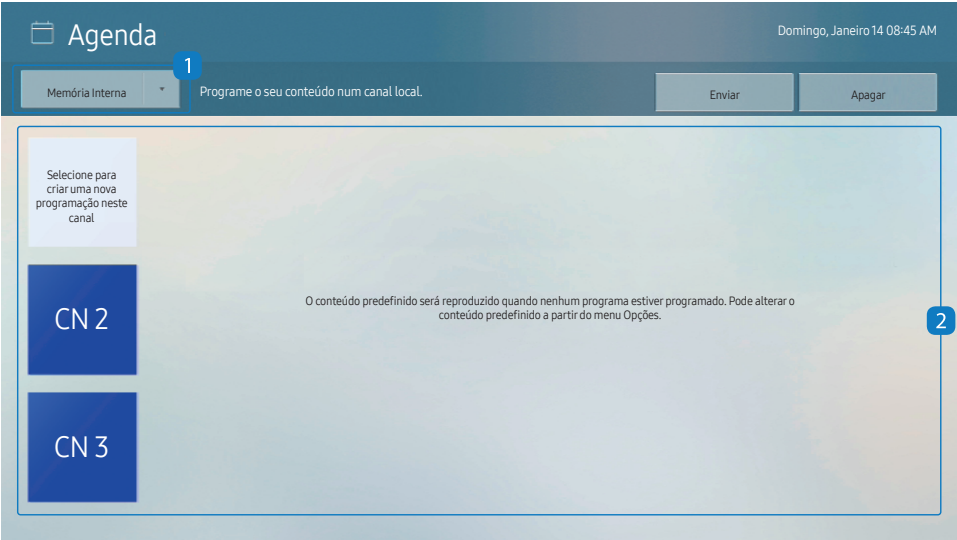 Agenda
Domingo, Janeiro 14 08:45 AM
1
Memória Interna
Programe o seu conteúdo num canal local.
Enviar
Apagar
Selecione para
criar uma nova
programação neste
canal
CN 2
CN 3
O conteúdo predefinido será reproduzido quando nenhum programa estiver programado. Pode alterar o
conteúdo predefinido a partir do menu Opções.
2